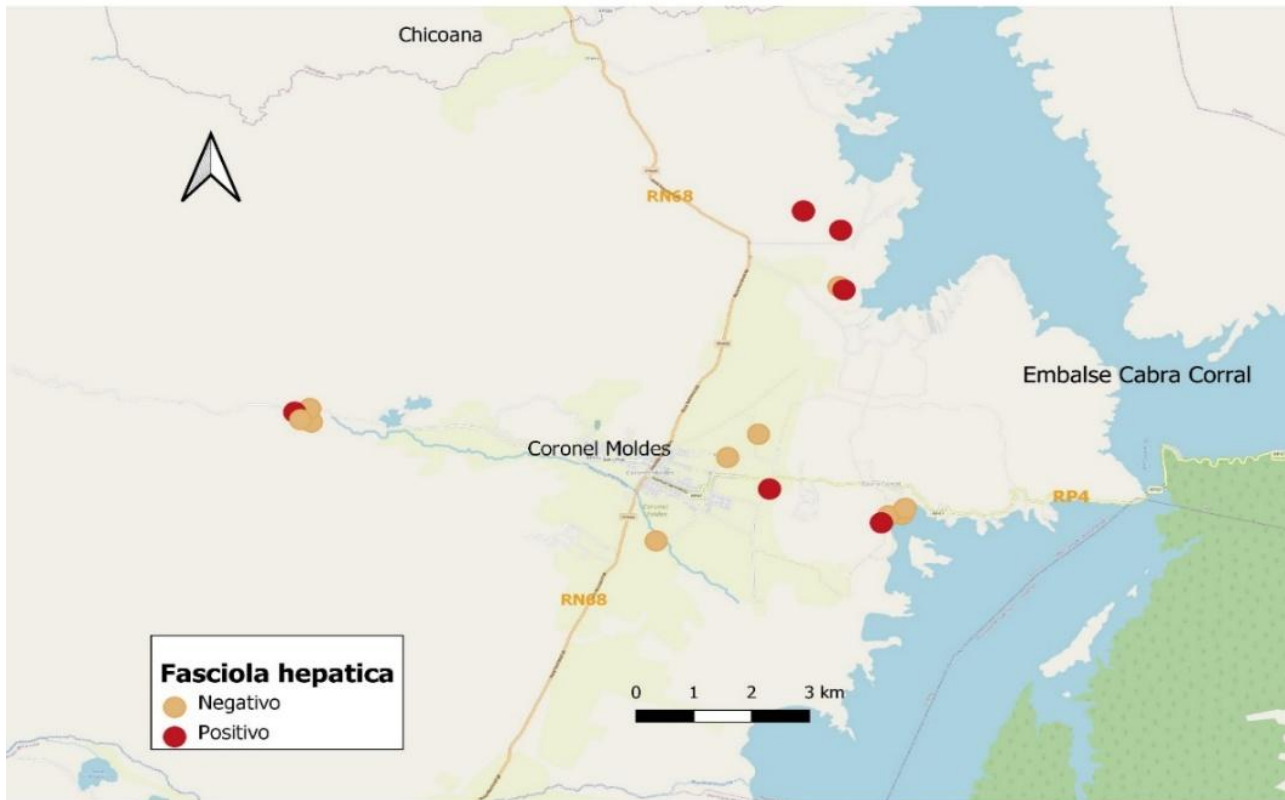 Chicoana
RN68
Embalse Cabra Corral
Coronel Moldes
RP4
RN68
Fasciola hepatica
Negativo
Positivo
0 1 2 3 km